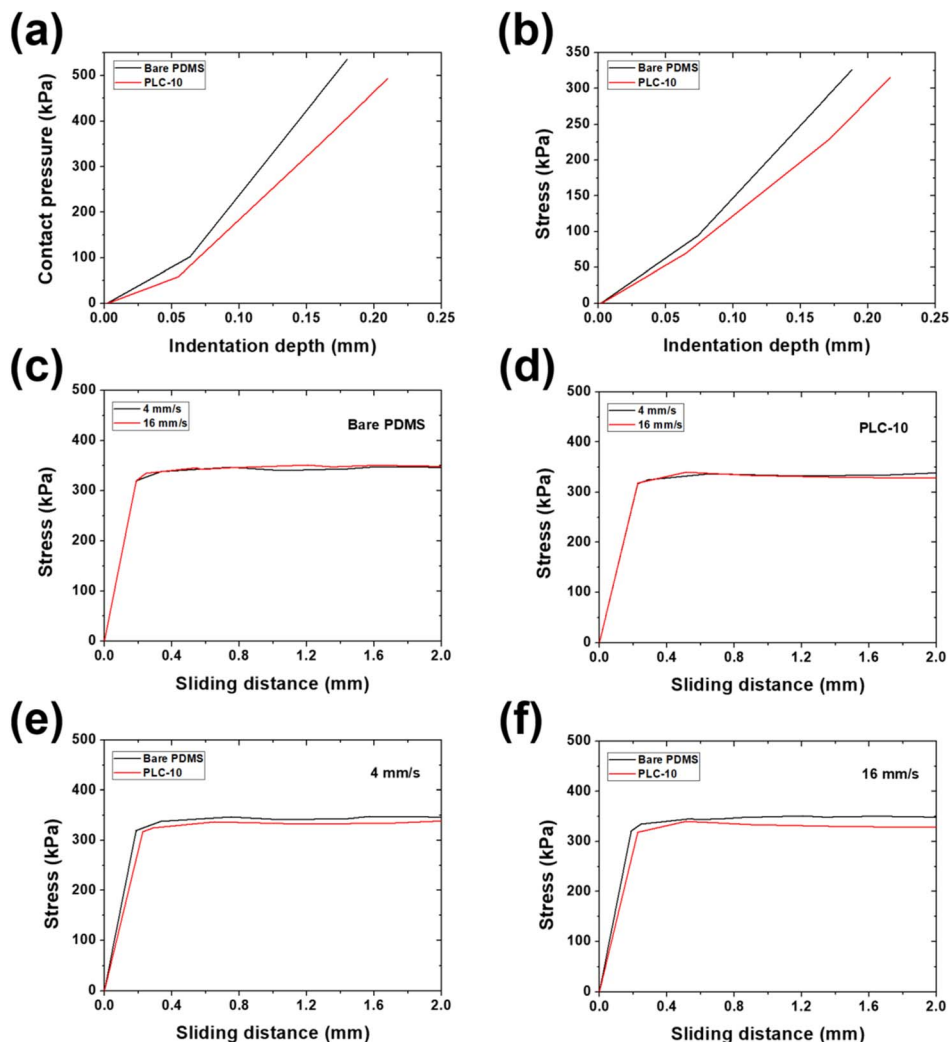 (a)
Contact pressure (kPa)
500
400
300
200
100
0
Bare PDMS
PLC-10
0.00 0.05 0.10 0.15 0.20 0.25
Indentation depth (mm)
(b)
Stress (kPa)
350
300
250
200
150
100
50
0
Bare PDMS
PLC-10
0.00 0.05 0.10 0.15 0.20 0.25
Indentation depth (mm)
(c)
Stress (kPa)
500
400
300
200
100
0
4 mm/s
16 mm/s
Bare PDMS
0.0 0.4 0.8 1.2 1.6 2.0
Sliding distance (mm)
(d)
Stress (kPa)
500
400
300
200
100
0
4 mm/s
16 mm/s
PLC-10
0.0 0.4 0.8 1.2 1.6 2.0
Sliding distance (mm)
(e)
Stress (kPa)
500
400
300
200
100
0
Bare PDMS
PLC-10
4 mm/s
0.0 0.4 0.8 1.2 1.6 2.0
Sliding distance (mm)
(f)
Stress (kPa)
500
400
300
200
100
0
Bare PDMS
PLC-10
16 mm/s
0.0 0.4 0.8 1.2 1.6 2.0
Sliding distance (mm)